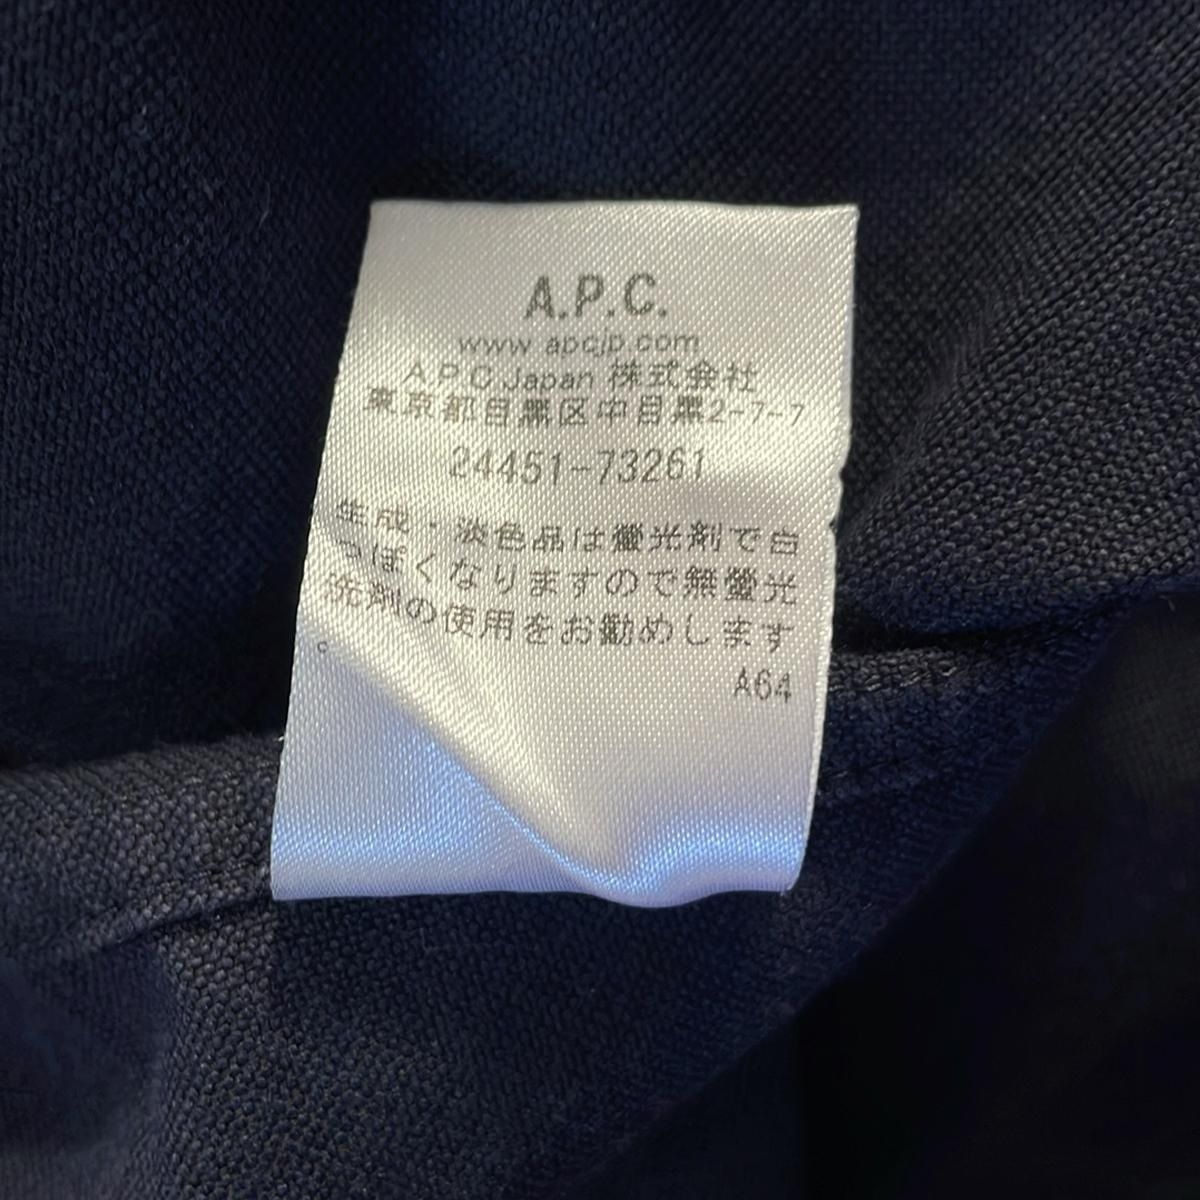 A.P.C.
www apcjp com
A P C Japan 株式会社
東京都目黒区中目黒2-7-7
24451-73261
生成・淡色品は螢光剤で白
っぽくなりますので無螢光
洗剤の使用をお勧めします
。
A64